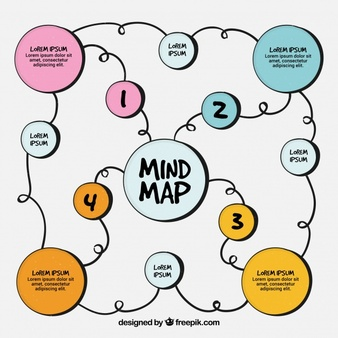 LOREM IPSUM
Lorem ipsum dolor
sit amet,
consectetur
adipiscing elit
LOREM
IPSUM
LOREM IPSUM
Lorem ipsum dolor
sit amet,
consectetur
adipiscing elit
1
2
LOREM
IPSUM
LOREM
IPSUM
MIND
MAP
4
3
LOREM IPSUM
Lorem ipsum dolor
sit amet,
consectetur
adipiscing elit
LOREM
IPSUM
LOREM IPSUM
Lorem ipsum dolor
sit amet,
consectetur
adipiscing elit
designed by freepik.com